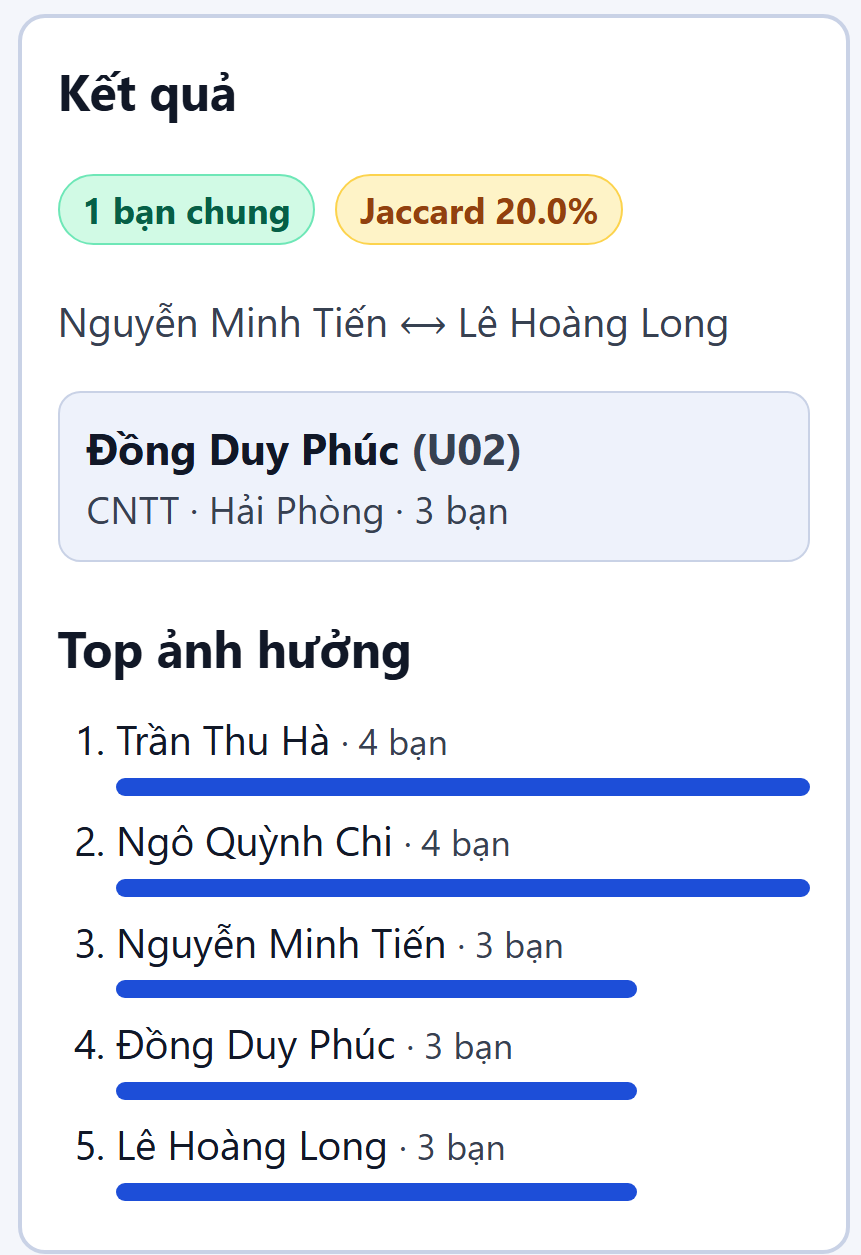 Kết quả
1 bạn chung Jaccard 20.0%
Nguyễn Minh Tiến ⟷ Lê Hoàng Long
Đồng Duy Phúc (U02)
CNTT · Hải Phòng · 3 bạn
Top ảnh hưởng
1. Trần Thu Hà · 4 bạn
2. Ngô Quỳnh Chi · 4 bạn
3. Nguyễn Minh Tiến · 3 bạn
4. Đồng Duy Phúc · 3 bạn
5. Lê Hoàng Long · 3 bạn